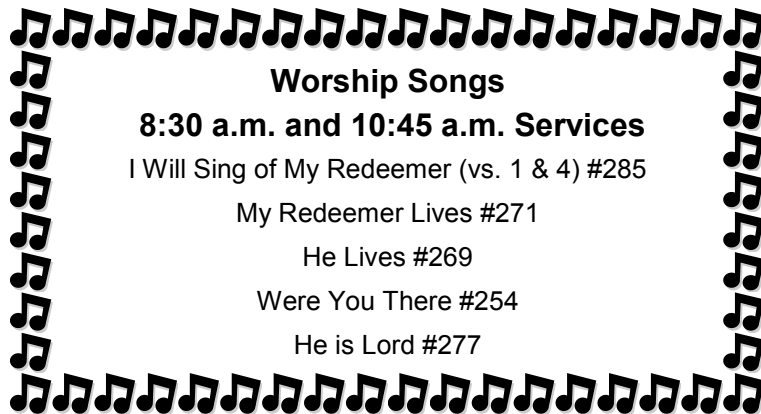 Worship Songs
8:30 a.m. and 10:45 a.m. Services
I Will Sing of My Redeemer (vs. 1 & 4) #285
My Redeemer Lives #271
He Lives #269
Were You There #254
He is Lord #277